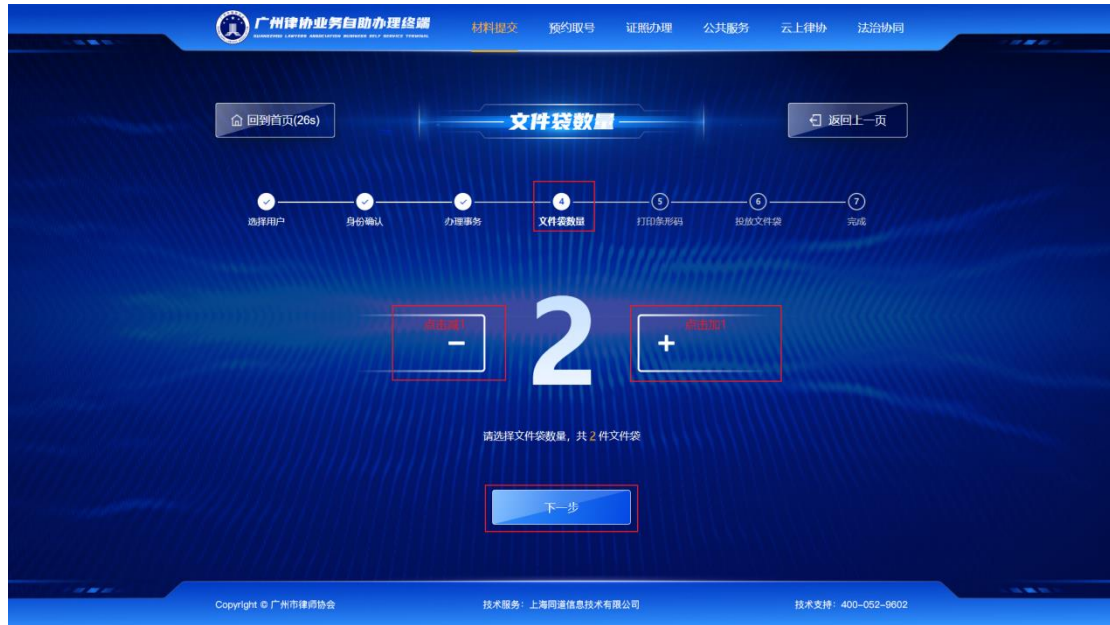 广州律协业务自助办理终端
GUANGZHOU LAWYERS ASSOCIATION BUSINESS SELF SERVICE TERMINAL
材料提交 预约取号 证照办理 公共服务 云上律协 法治协同
回到首页(26s) 文件袋数量 返回上一页
4 5 6 7
选择用户 身份确认 办理事务 文件袋数量 打印条形码 投放文件袋 完成
点击减1 点击加1
− 2 +
请选择文件袋数量，共 2 件文件袋
下一步
Copyright © 广州市律师协会 技术服务：上海同道信息技术有限公司 技术支持：400-052-9602